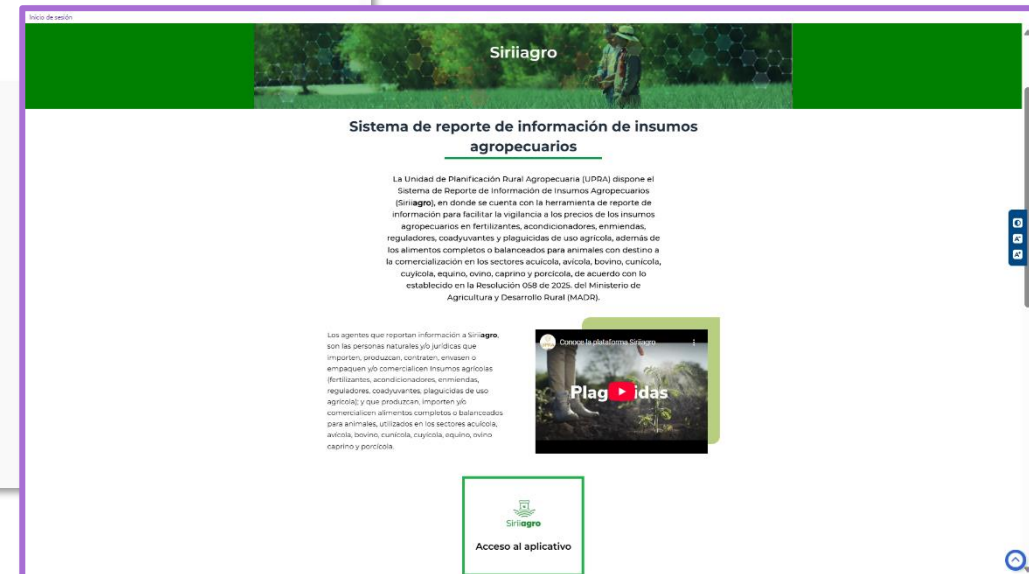 Inicio de sesión
Siriiagro
Sistema de reporte de información de insumos
agropecuarios
La Unidad de Planificación Rural Agropecuaria (UPRA) dispone el
Sistema de Reporte de Información de Insumos Agropecuarios
(Siriiagro), en donde se cuenta con la herramienta de reporte de
información para facilitar la vigilancia a los precios de los insumos
agropecuarios en fertilizantes, acondicionadores, enmiendas,
reguladores, coadyuvantes y plaguicidas de uso agrícola, además de
los alimentos completos o balanceados para animales con destino a
la comercialización en los sectores acuícola, avícola, bovino, cunícola,
cuyícola, equino, ovino, caprino y porcícola, de acuerdo con lo
establecido en la Resolución 058 de 2025. del Ministerio de
Agricultura y Desarrollo Rural (MADR).
Los agentes que reportan información a Siriiagro,
son las personas naturales y/o jurídicas que
importen, produzcan, contraten, envasen o
empaquen y/o comercialicen Insumos agrícolas
(fertilizantes, acondicionadores, enmiendas,
reguladores, coadyuvantes, plaguicidas de uso
agrícola); y que produzcan, importen y/o
comercialicen alimentos completos o balanceados
para animales, utilizados en los sectores acuícola,
avícola, bovino, cunícola, cuyícola, equino, ovino
caprino y porcícola.
Conoce la plataforma Siriiagro
Plag idas
Siriiagro
Acceso al aplicativo